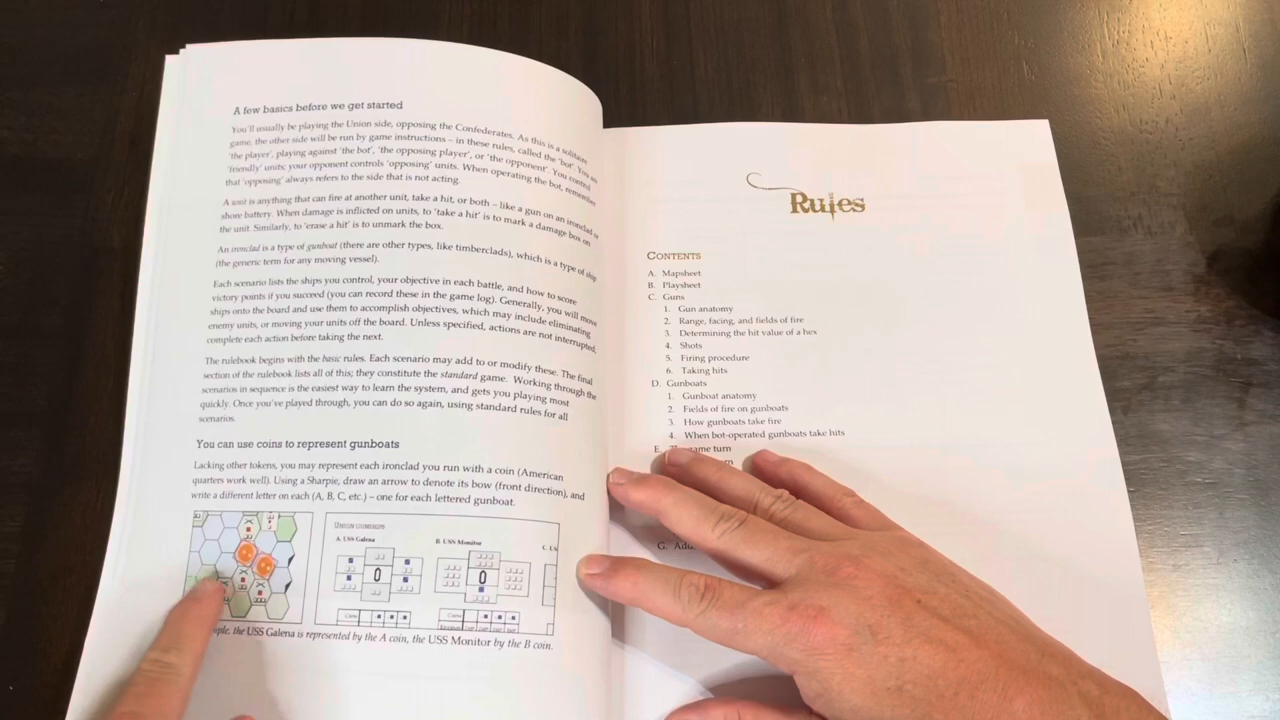 A few basics before we get started
You'll usually be playing the Union side, opposing the Confederates. As this is a solitaire
game, the other side will be run by game instructions – in these rules, called the 'bot'. You are
'the player', playing against 'the bot', 'the opposing player', or 'the opponent'. You control
'friendly' units; your opponent controls 'opposing' units. When operating the bot, remember
that 'opposing' always refers to the side that is not acting.
A unit is anything that can fire at another unit, take a hit, or both – like a gun on an ironclad or
shore battery. When damage is inflicted on units, to 'take a hit' is to mark a damage box on
the unit. Similarly, to 'erase a hit' is to unmark the box.
An ironclad is a type of gunboat (there are other types, like timberclads), which is a type of ship
(the generic term for any moving vessel).
Each scenario lists the ships you control, your objective in each battle, and how to score
victory points if you succeed (you can record these in the game log). Generally, you will move
ships onto the board and use them to accomplish objectives, which may include eliminating
enemy units, or moving your units off the board. Unless specified, actions are not interrupted;
complete each action before taking the next.
The rulebook begins with the basic rules. Each scenario may add to or modify these. The final
section of the rulebook lists all of this; they constitute the standard game. Working through the
scenarios in sequence is the easiest way to learn the system, and gets you playing most
quickly. Once you've played through, you can do so again, using standard rules for all
scenarios.
You can use coins to represent gunboats
Lacking other tokens, you may represent each ironclad you run with a coin (American
quarters work well). Using a Sharpie, draw an arrow to denote its bow (front direction), and
write a different letter on each (A, B, C, etc.) – one for each lettered gunboat.
UNION GUNBOATS
A. USS Galena
B. USS Monitor
C. US
0
0
the USS Galena is represented by the A coin, the USS Monitor by the B coin.
Rules
CONTENTS
A. Mapsheet
B. Playsheet
C. Guns
1. Gun anatomy
2. Range, facing, and fields of fire
3. Determining the hit value of a hex
4. Shots
5. Firing procedure
6. Taking hits
D. Gunboats
1. Gunboat anatomy
2. Fields of fire on gunboats
3. How gunboats take fire
4. When bot-operated gunboats take hits
E. game turn
G.